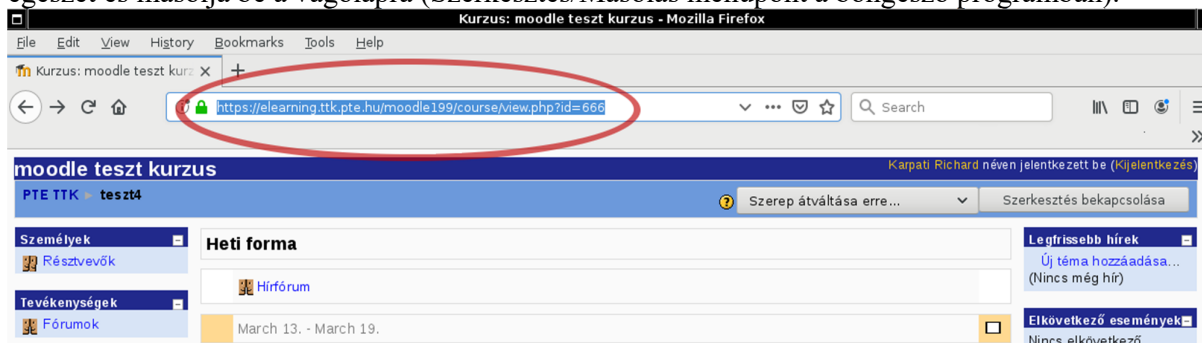 egészet és másolja be a vágólapra (Szerkesztés/Másolás menüpont a böngésző programban).
Kurzus: moodle teszt kurzus - Mozilla Firefox
File Edit View History Bookmarks Tools Help
Kurzus: moodle teszt kurz
https://elearning.ttk.pte.hu/moodle199/course/view.php?id=666
Search
moodle teszt kurzus
Karpati Richard néven jelentkezett be (Kijelentkezés)
PTE TTK ► teszt4
Szerep átváltása erre...
Szerkesztés bekapcsolása
Személyek
Résztvevők
Tevékenységek
Fórumok
Heti forma
Hírfórum
March 13. - March 19.
Legfrissebb hírek
Új téma hozzáadása...
(Nincs még hír)
Elkövetkező események
Nincs elkövetkező